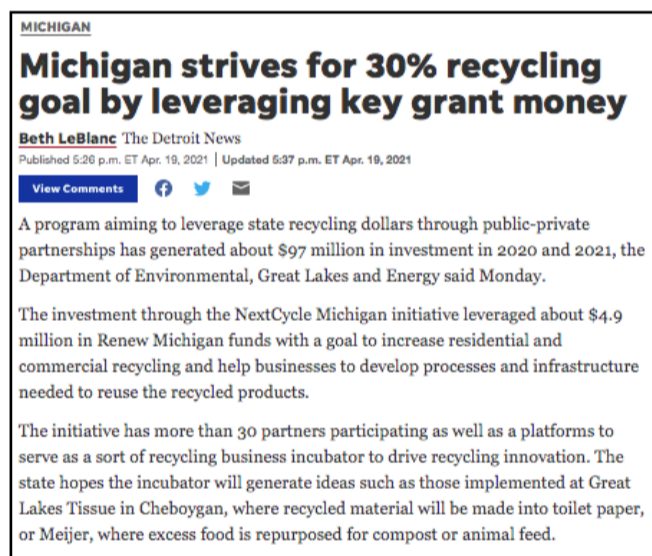 MICHIGAN
Michigan strives for 30% recycling
goal by leveraging key grant money
Beth LeBlanc The Detroit News
Published 5:26 p.m. ET Apr. 19, 2021 | Updated 5:37 p.m. ET Apr. 19, 2021
View Comments
A program aiming to leverage state recycling dollars through public-private
partnerships has generated about $97 million in investment in 2020 and 2021, the
Department of Environmental, Great Lakes and Energy said Monday.
The investment through the NextCycle Michigan initiative leveraged about $4.9
million in Renew Michigan funds with a goal to increase residential and
commercial recycling and help businesses to develop processes and infrastructure
needed to reuse the recycled products.
The initiative has more than 30 partners participating as well as a platforms to
serve as a sort of recycling business incubator to drive recycling innovation. The
state hopes the incubator will generate ideas such as those implemented at Great
Lakes Tissue in Cheboygan, where recycled material will be made into toilet paper,
or Meijer, where excess food is repurposed for compost or animal feed.